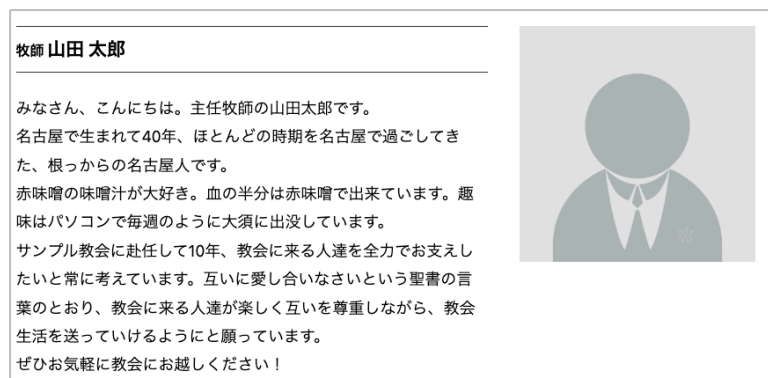 牧師 山田 太郎
みなさん、こんにちは。主任牧師の山田太郎です。
名古屋で生まれて40年、ほとんどの時期を名古屋で過ごしてき
た、根っからの名古屋人です。
赤味噌の味噌汁が大好き。血の半分は赤味噌で出来ています。趣
味はパソコンで毎週のように大須に出没しています。
サンプル教会に赴任して10年、教会に来る人達を全力でお支えし
たいと常に考えています。互いに愛し合いなさいという聖書の言
葉のとおり、教会に来る人達が楽しく互いを尊重しながら、教会
生活を送っていけるようにと願っています。
ぜひお気軽に教会にお越しください！